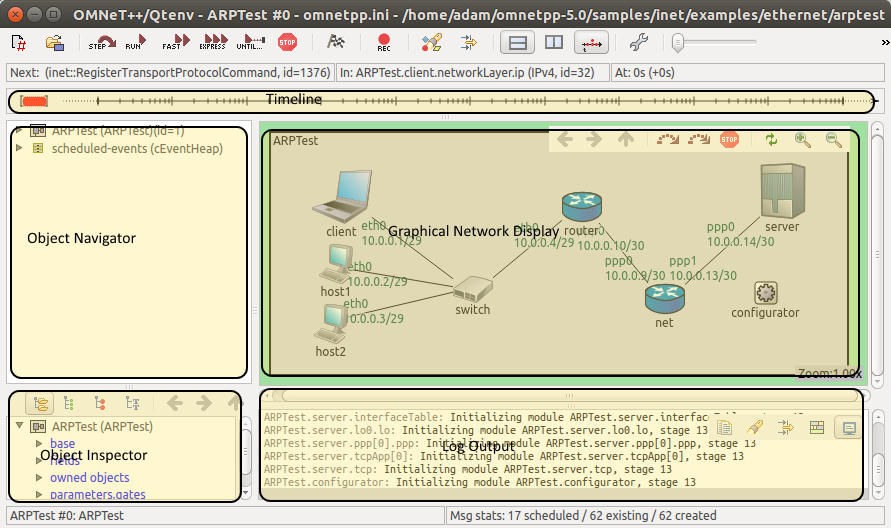 OMNeT++/Qtenv - ARPTest #0 - omnetpp.ini - /home/adam/omnetpp-5.0/samples/inet/examples/ethernet/arptest
STEP RUN FAST EXPRESS UNTIL... STOP REC
Next: (inet::RegisterTransportProtocolCommand, id=1376) In: ARPTest.client.networkLayer.ip (IPv4, id=32) At: 0s (+0s)
Timeline
ARPTest (ARPTest)(id=1)
scheduled-events (cEventHeap)
Object Navigator
ARPTest
STOP
client
eth0
10.0.0.1/29
Graphical Network Display
host1
eth0
10.0.0.2/29
host2
eth0
10.0.0.3/29
switch
eth0
10.0.0.4/29
router
10.0.0.10/30
ppp0
10.0.0.9/30
net
ppp1
10.0.0.13/30
ppp0
10.0.0.14/30
server
configurator
Zoom:1.00x
ARPTest (ARPTest)
base
fields
Object Inspector
owned objects
parameters,gates
ARPTest.server.interfaceTable: Initializing module ARPTest.server.interfaceTable, stage 13
ARPTest.server.lo0.lo: Initializing module ARPTest.server.lo0.lo, stage 13
ARPTest.server.ppp[0].ppp: Initializing module ARPTest.server.ppp[0].ppp, stage 13
Log Output
ARPTest.server.tcpApp[0]: Initializing module ARPTest.server.tcpApp[0], stage 13
ARPTest.server.tcp: Initializing module ARPTest.server.tcp, stage 13
ARPTest.configurator: Initializing module ARPTest.configurator, stage 13
ARPTest #0: ARPTest
Msg stats: 17 scheduled / 62 existing / 62 created